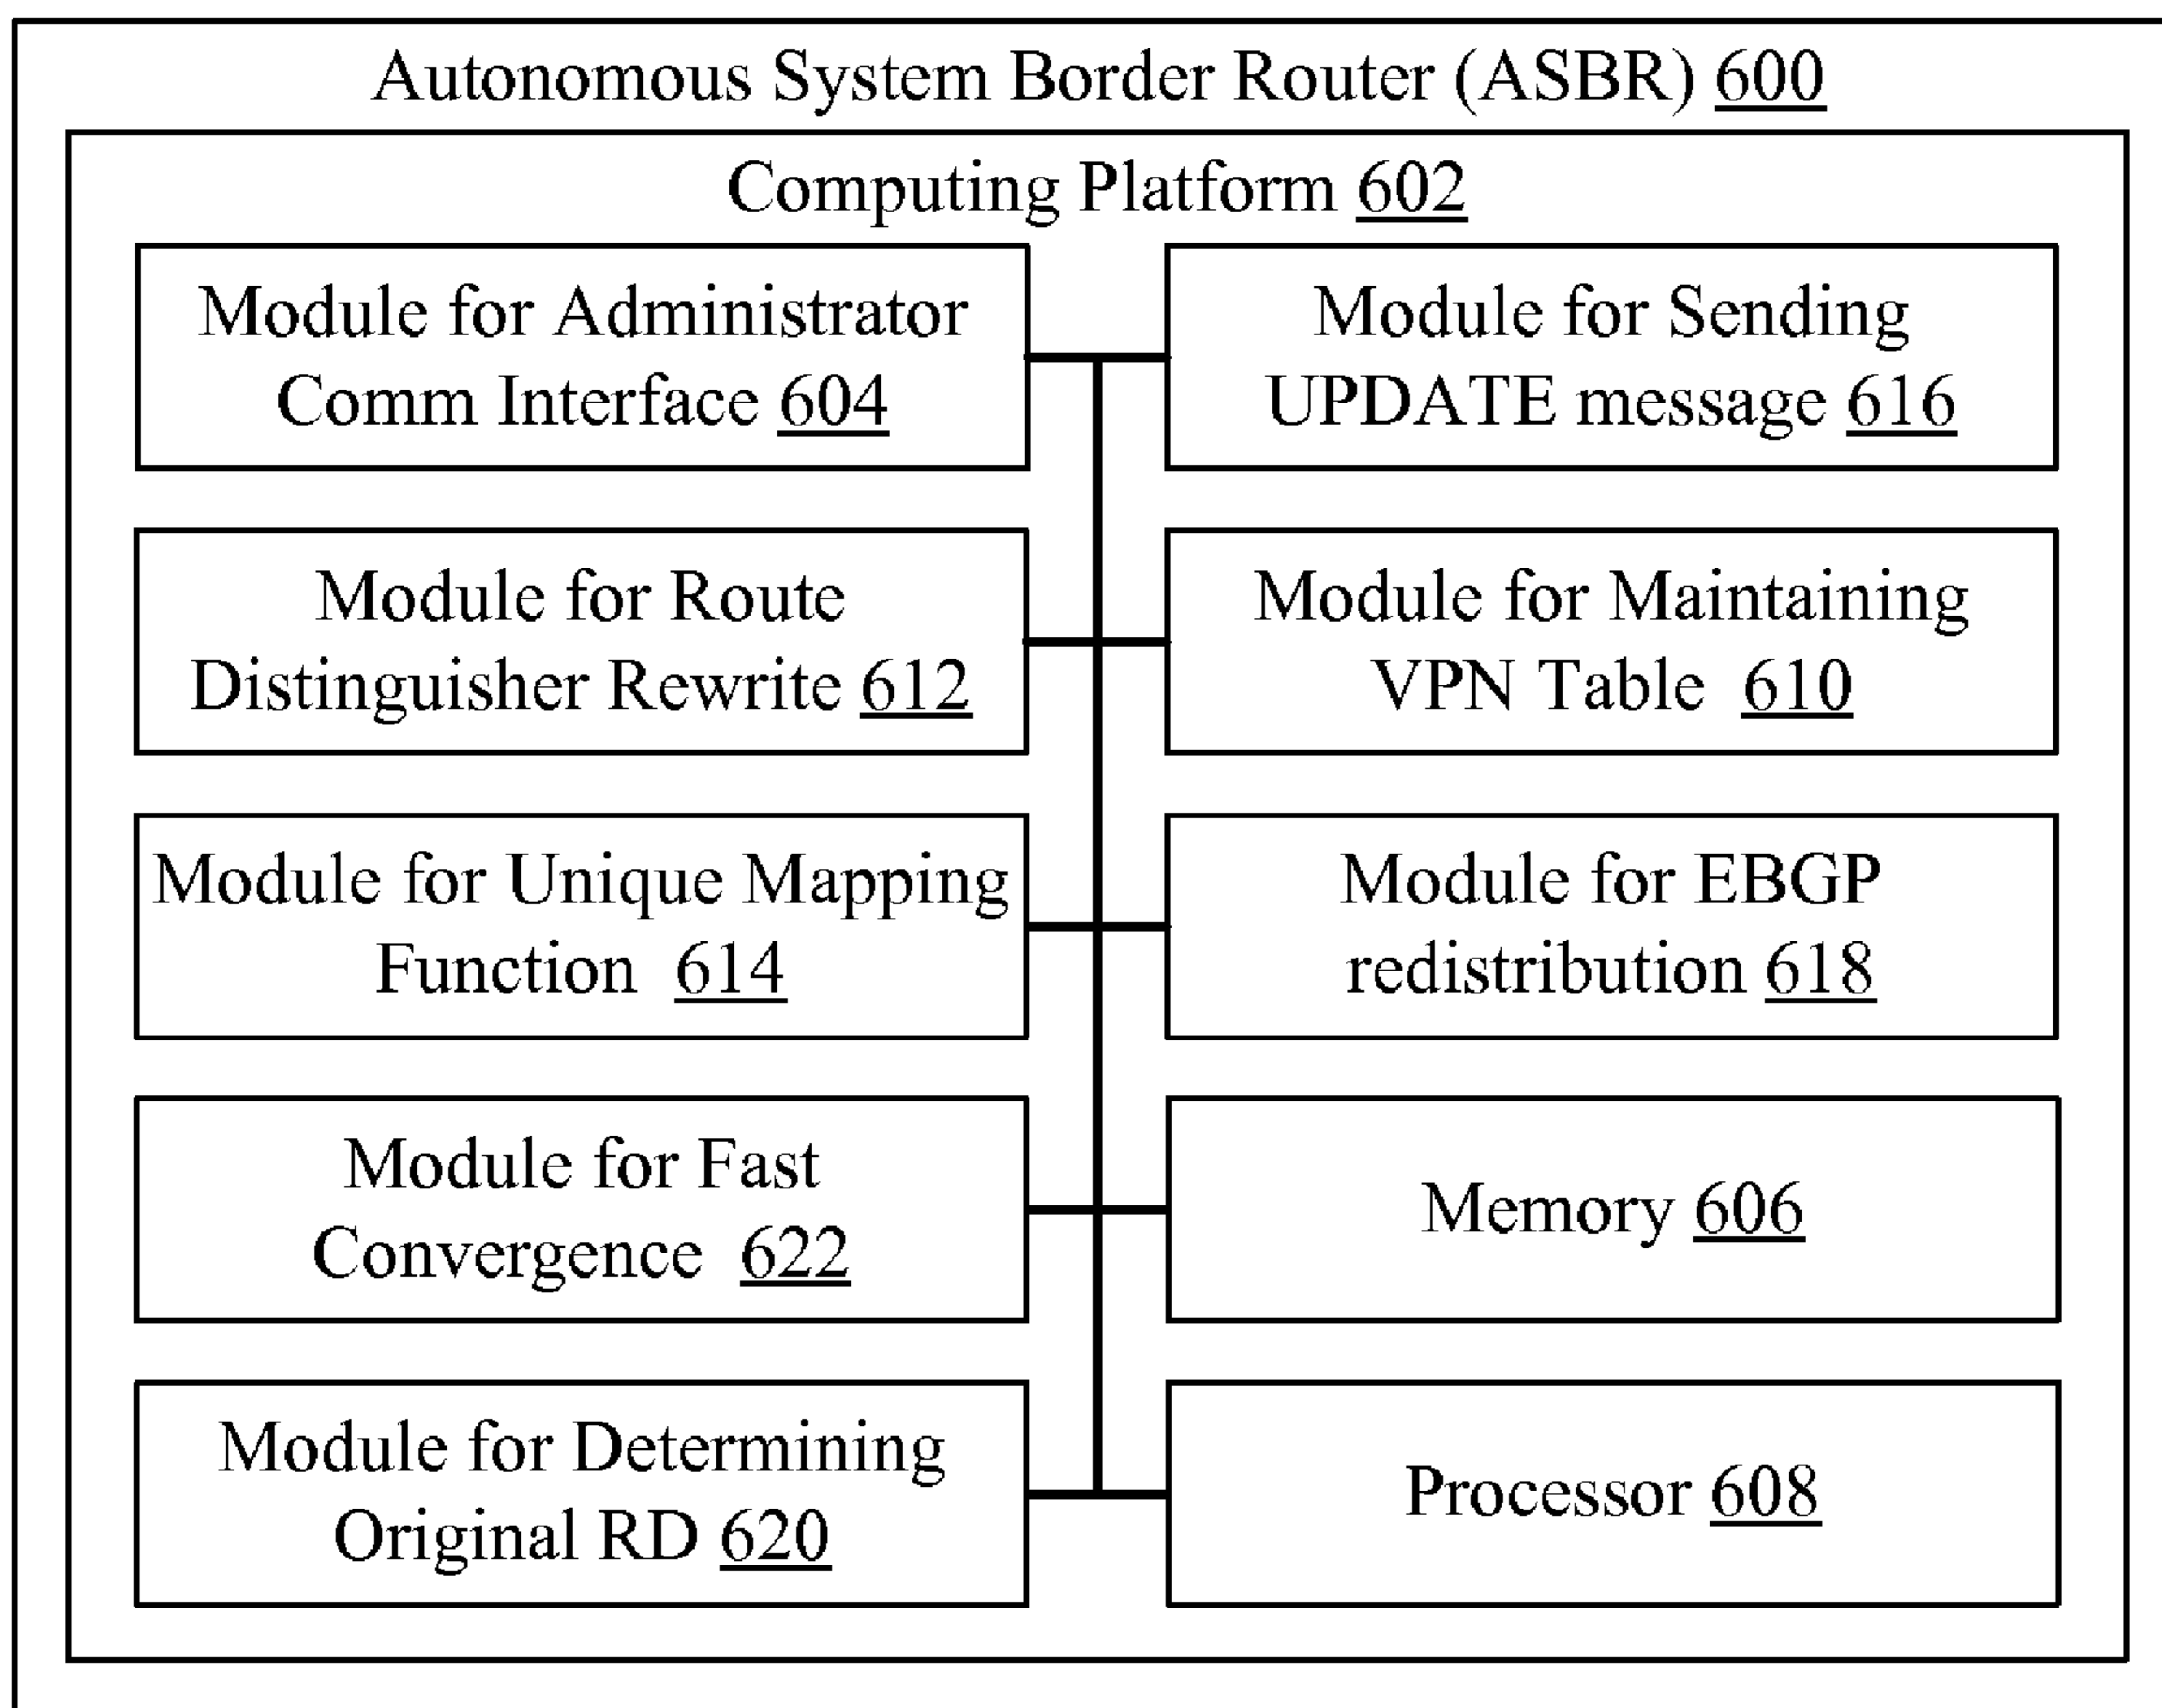 Autonomous System Border Router (ASBR) 600
Computing Platform 602
Module for Administrator
Comm Interface 604
Module for Sending
UPDATE message 616
Module for Route
Distinguisher Rewrite 612
Module for Maintaining
VPN Table 610
Module for Unique Mapping
Function 614
Module for EBGP
redistribution 618
Module for Fast
Convergence 622
Memory 606
Module for Determining
Original RD 620
Processor 608